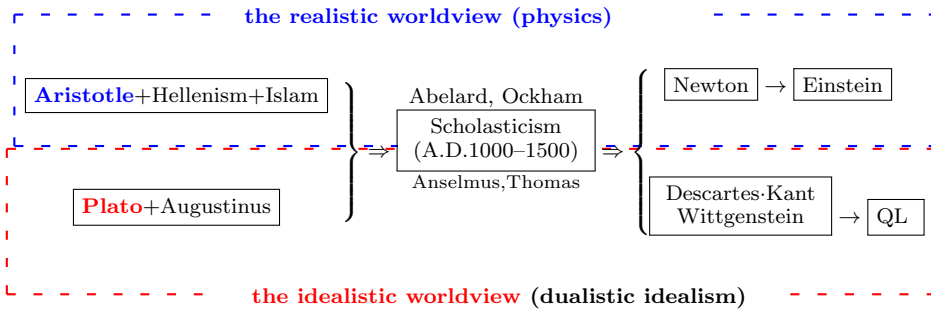 the realistic worldview (physics)
Aristotle+Hellenism+Islam
Plato+Augustinus
⇒
Abelard, Ockham
Scholasticism
(A.D.1000–1500)
Anselmus,Thomas
⇒
Newton → Einstein
Descartes·Kant
Wittgenstein → QL
the idealistic worldview (dualistic idealism)